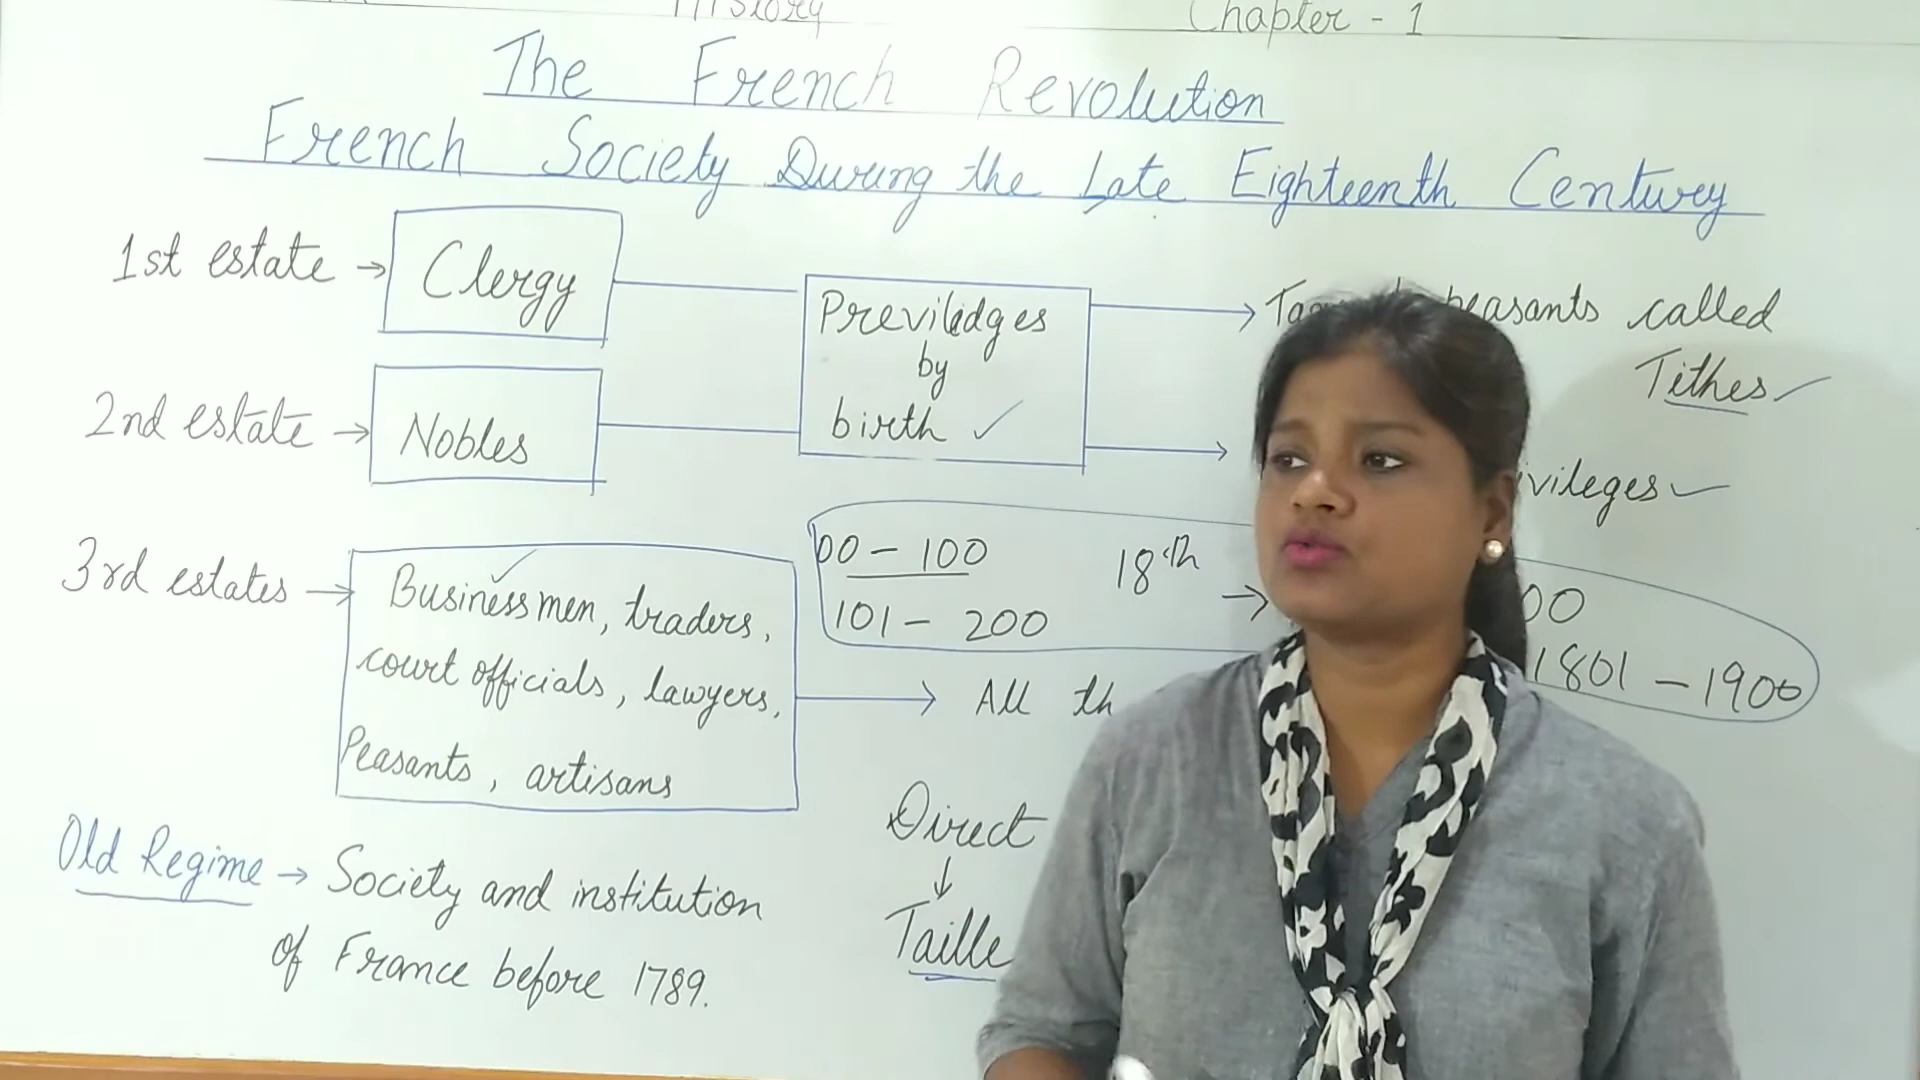 History Chapter - 1
The French Revolution
French Society During the Late Eighteenth Century
1st estate → Clergy
Previledges
by
birth ✓
→ peasants called
Tithes ✓
2nd estate → Nobles
→ ivileges ✓
3rd estates → Businessmen, traders,
court officials, lawyers,
Peasants, artisans
00 - 100
101 - 200
18th → 00
1801 - 1900
→ All th
Direct
↓
Taille
Old Regime → Society and institution
of France before 1789.